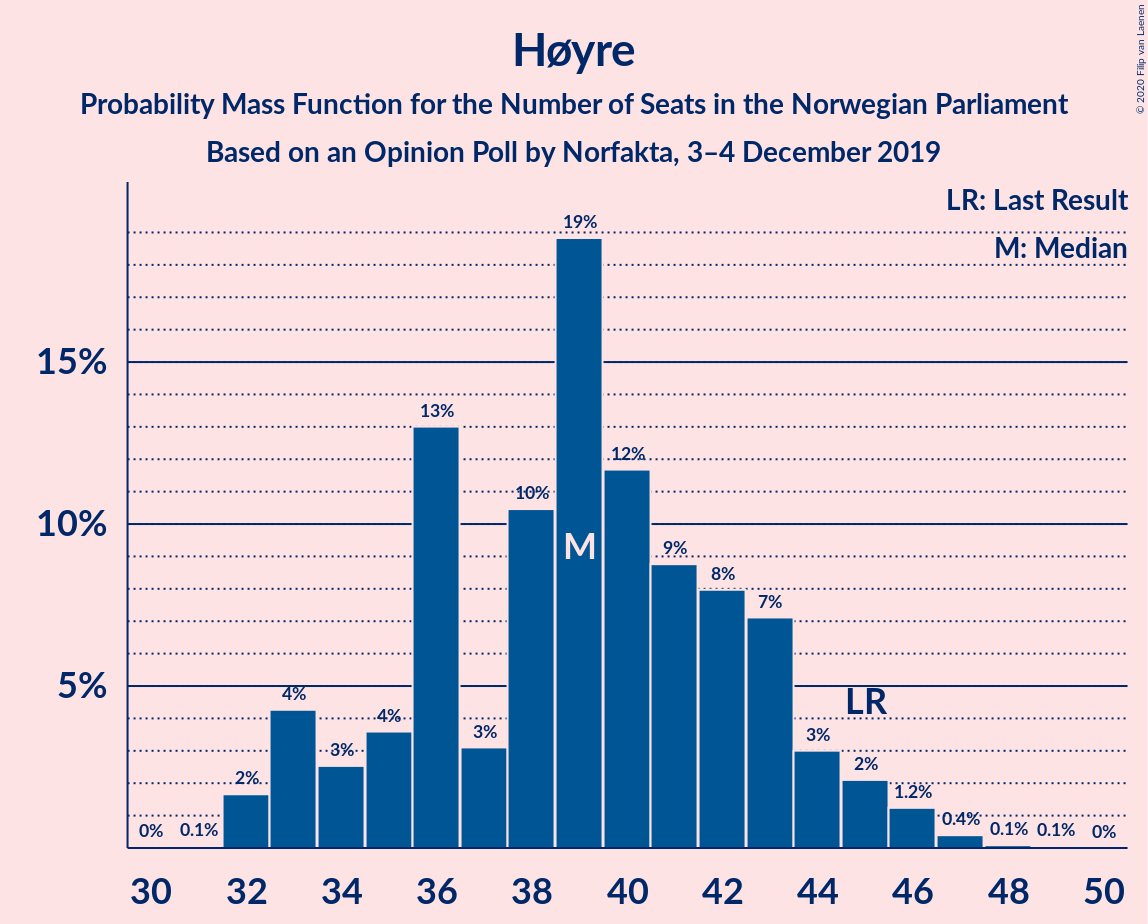 Høyre
Probability Mass Function for the Number of Seats in the Norwegian Parliament
Based on an Opinion Poll by Norfakta, 3–4 December 2019
© 2020 Filip van Laenen
LR: Last Result
M: Median
15%
10%
5%
0%
0.1%
2%
4%
3%
4%
13%
3%
10%
19%
M
12%
9%
8%
7%
3%
LR
2%
1.2%
0.4%
0.1%
0.1%
0%
30 32 34 36 38 40 42 44 46 48 50